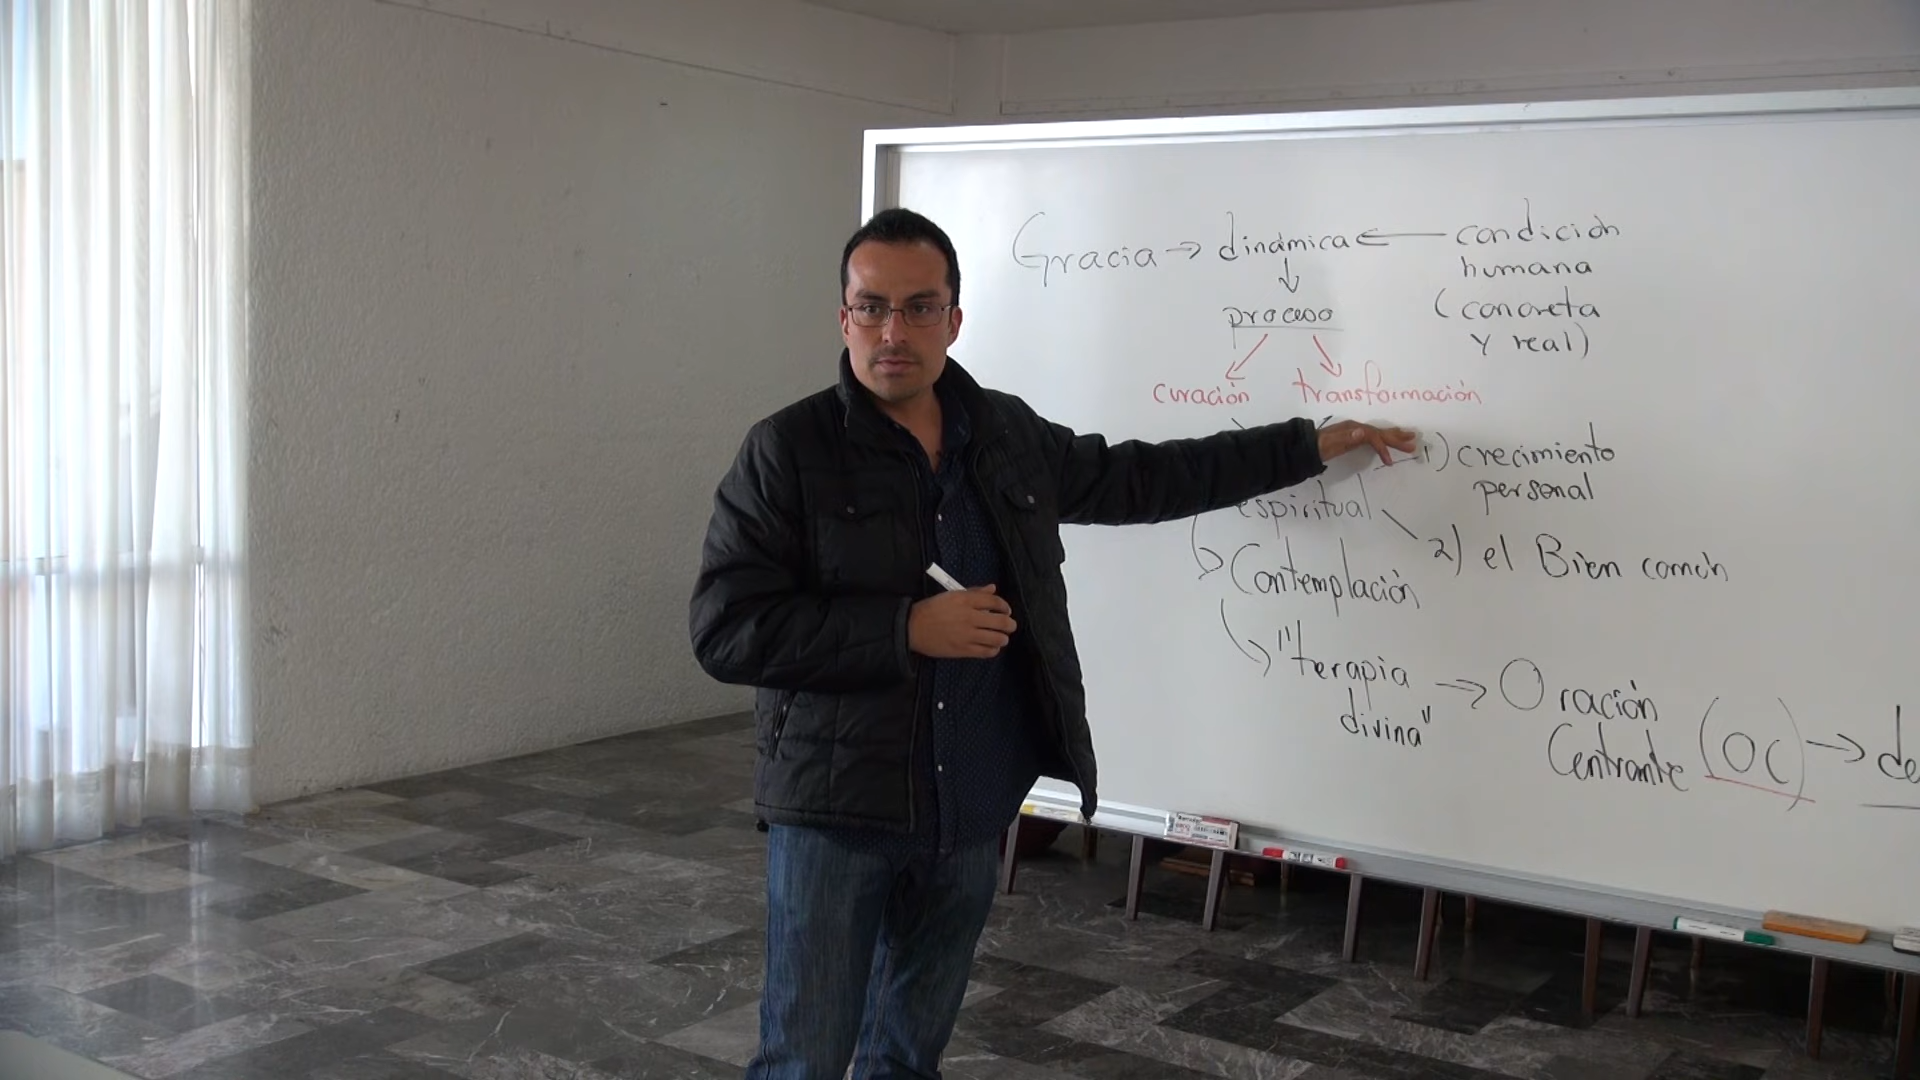 Gracia → dinámica ← condición
humana
(concreta
y real)
↓
proceso
curación transformación
1) crecimiento
personal
espiritual
2) el Bien común
Contemplación
"terapia
divina" → Oración
Centrante (OC) → de